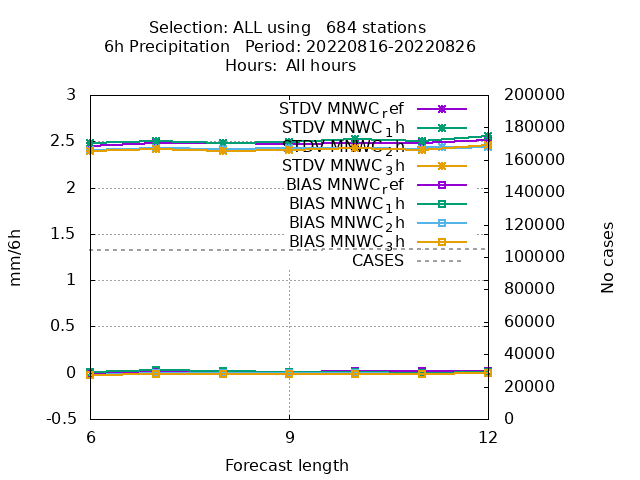 Selection: ALL using   684 stations
6h Precipitation   Period: 20220816-20220826
Hours:  All hours
3
2.5
2
1.5
1
0.5
0
-0.5
mm/6h
200000
180000
160000
140000
120000
100000
80000
60000
40000
20000
0
No cases
STDV MNWC_ref
STDV MNWC_1h
STDV MNWC_2h
STDV MNWC_3h
BIAS MNWC_ref
BIAS MNWC_1h
BIAS MNWC_2h
BIAS MNWC_3h
CASES
6
9
12
Forecast length